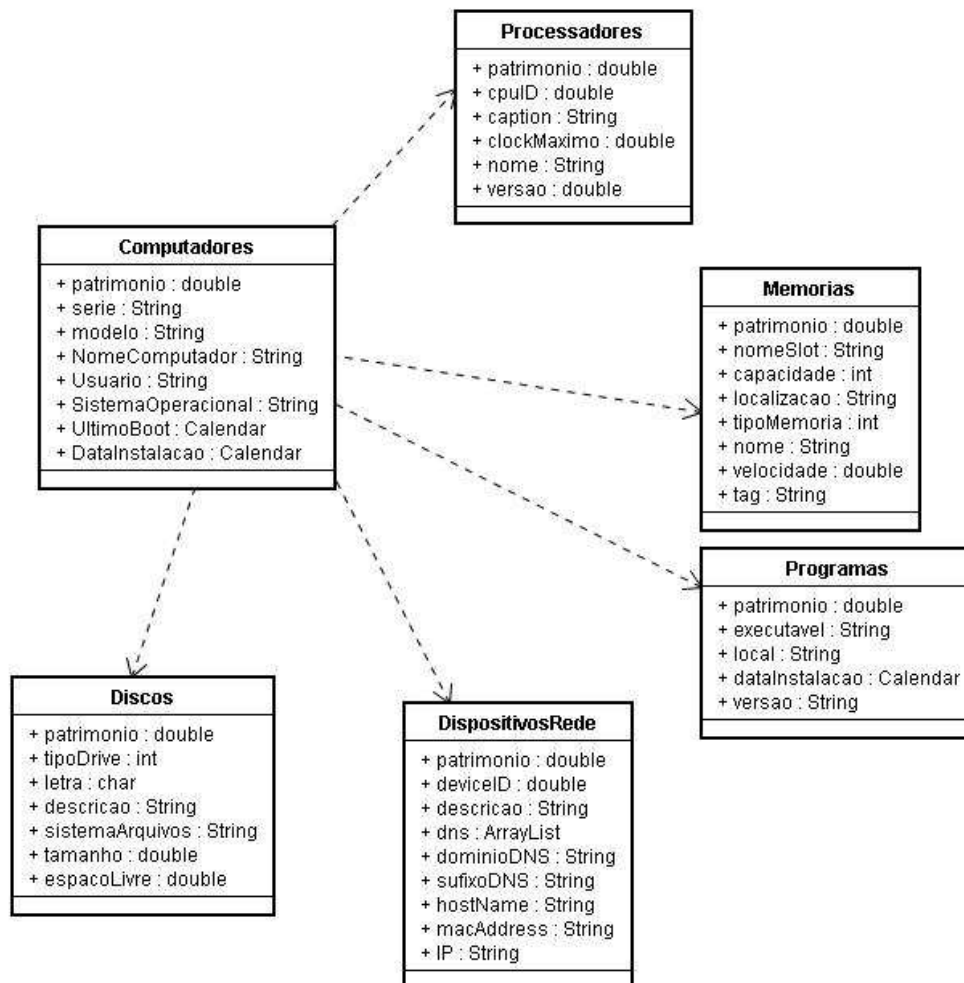 Processadores
+ patrimonio : double
+ cpuID : double
+ caption : String
+ clockMaximo : double
+ nome : String
+ versao : double
Computadores
+ patrimonio : double
+ serie : String
+ modelo : String
+ NomeComputador : String
+ Usuario : String
+ SistemaOperacional : String
+ UltimoBoot : Calendar
+ DataInstalacao : Calendar
Memorias
+ patrimonio : double
+ nomeSlot : String
+ capacidade : int
+ localizacao : String
+ tipoMemoria : int
+ nome : String
+ velocidade : double
+ tag : String
Programas
+ patrimonio : double
+ executavel : String
+ local : String
+ dataInstalacao : Calendar
+ versao : String
Discos
+ patrimonio : double
+ tipoDrive : int
+ letra : char
+ descricao : String
+ sistemaArquivos : String
+ tamanho : double
+ espacoLivre : double
DispositivosRede
+ patrimonio : double
+ deviceID : double
+ descricao : String
+ dns : ArrayList
+ dominioDNS : String
+ sufixoDNS : String
+ hostName : String
+ macAddress : String
+ IP : String